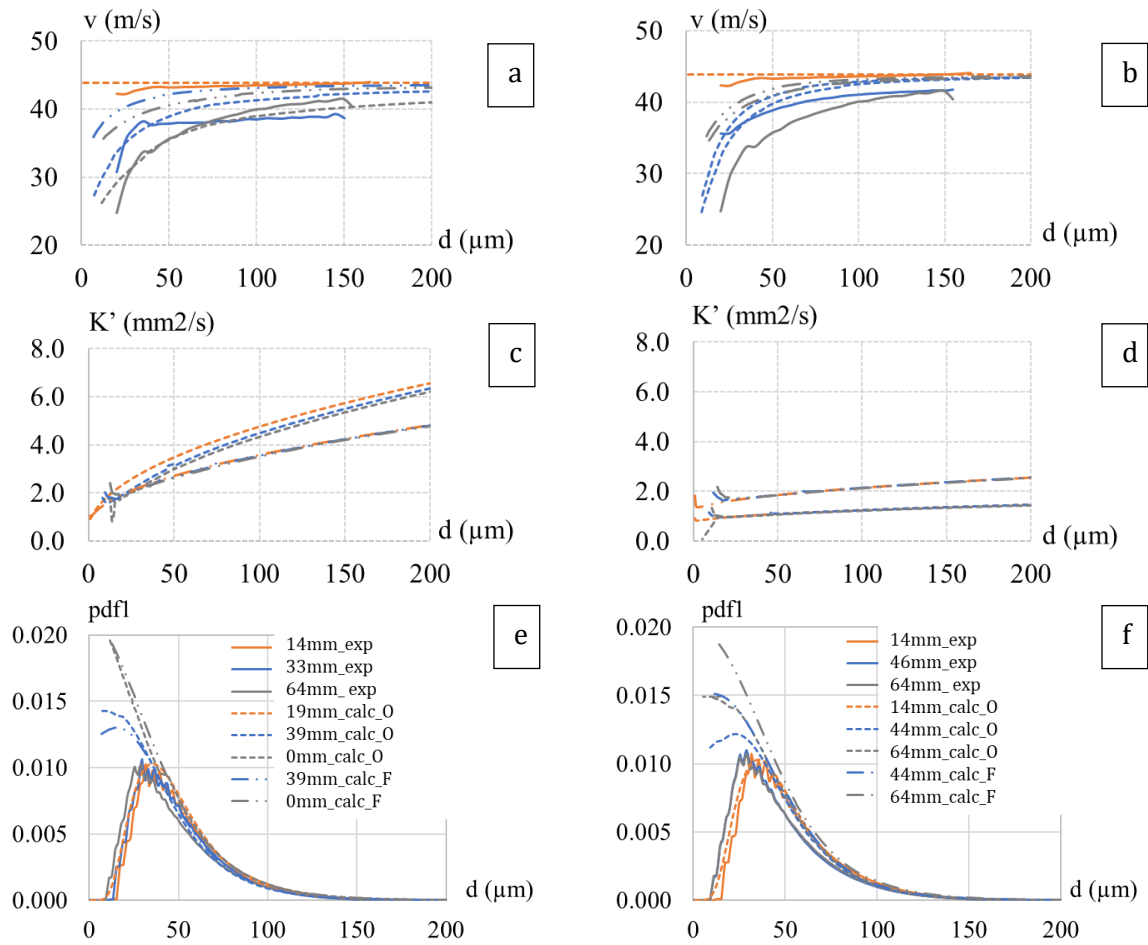 v (m/s)
50
40
30
20
0
50
100
150
200
d (µm)
a
v (m/s)
50
40
30
20
0
50
100
150
200
d (µm)
b
K’ (mm2/s)
8.0
6.0
4.0
2.0
0.0
0
50
100
150
200
d (µm)
c
K’ (mm2/s)
8.0
6.0
4.0
2.0
0.0
0
50
100
150
200
d (µm)
d
pdf1
0.020
0.015
0.010
0.005
0.000
0
50
100
150
200
d (µm)
e
14mm_exp
33mm_exp
64mm_exp
19mm_calc_O
39mm_calc_O
0mm_calc_O
39mm_calc_F
0mm_calc_F
pdf1
0.020
0.015
0.010
0.005
0.000
0
50
100
150
200
d (µm)
f
14mm_exp
46mm_exp
64mm_ exp
14mm_calc_O
44mm_calc_O
64mm_calc_O
44mm_calc_F
64mm_calc_F